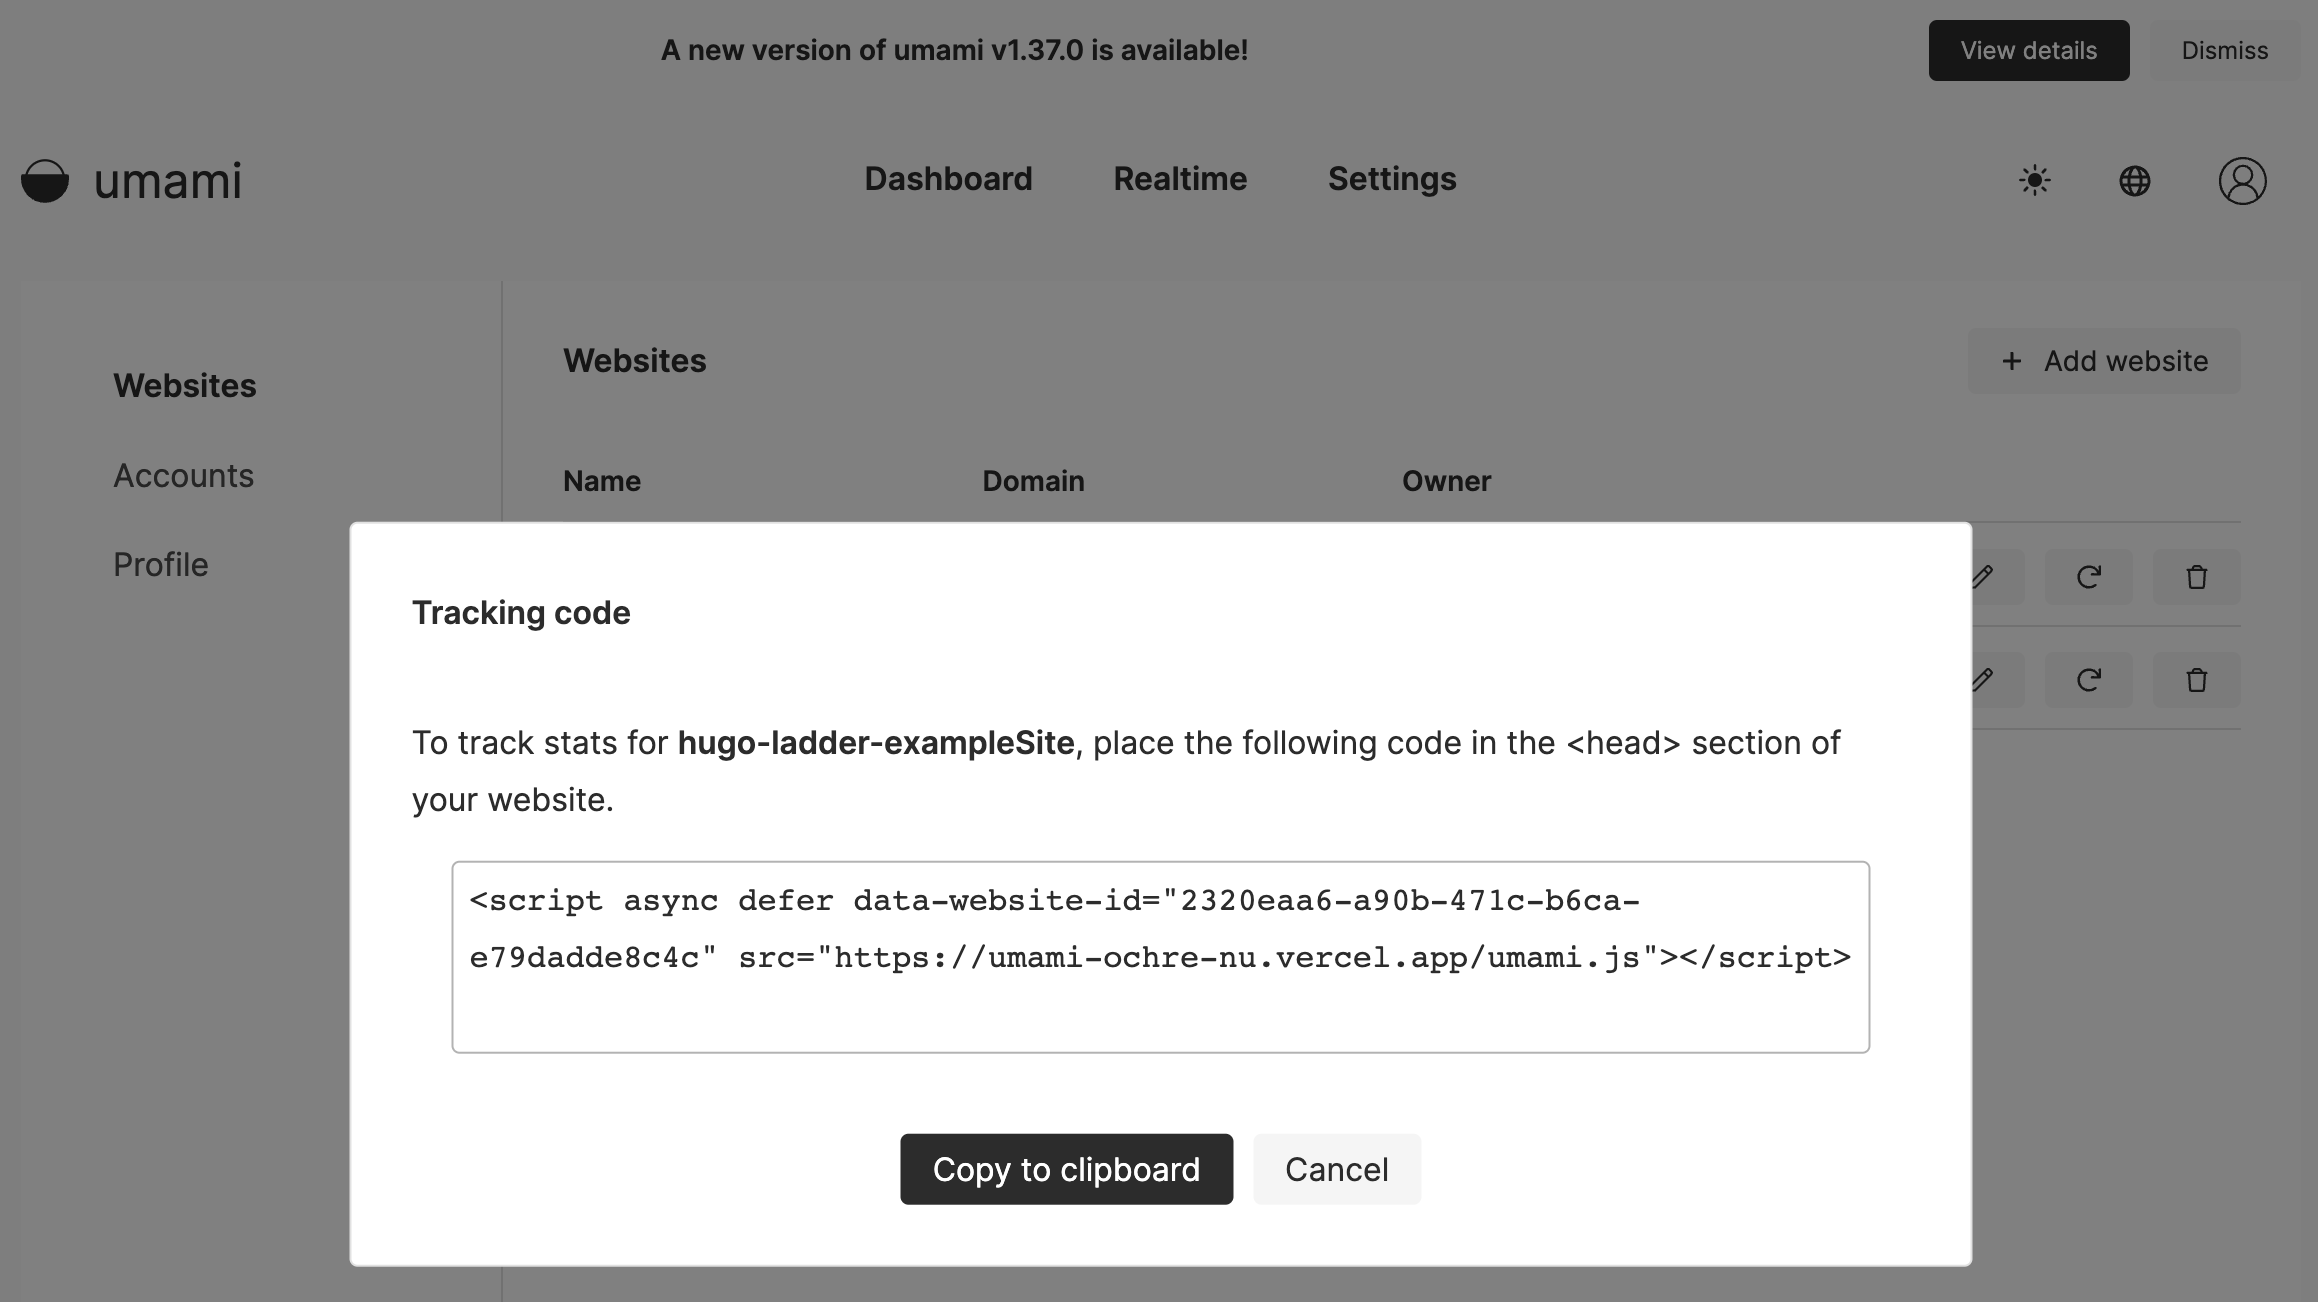 A new version of umami v1.37.0 is available!
View details
Dismiss
umami
Dashboard
Realtime
Settings
Websites
Accounts
Profile
Websites
+ Add website
Name
Domain
Owner
Tracking code
To track stats for hugo-ladder-exampleSite, place the following code in the <head> section of
your website.
<script async defer data-website-id="2320eaa6-a90b-471c-b6ca-
e79dadde8c4c" src="https://umami-ochre-nu.vercel.app/umami.js"></script>
Copy to clipboard
Cancel